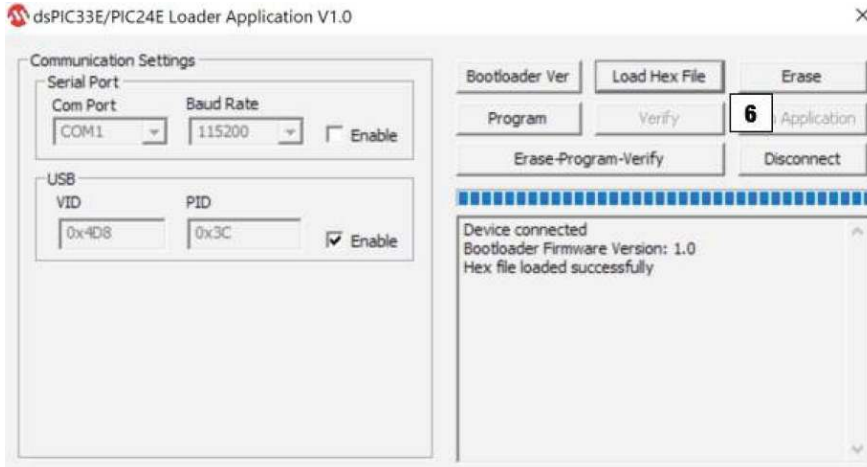 dsPIC33E/PIC24E Loader Application V1.0
Communication Settings
Serial Port
Com Port Baud Rate
COM1 115200 Enable
USB
VID PID
0x4D8 0x3C Enable
Bootloader Ver Load Hex File Erase
Program Verify 6 Application
Erase-Program-Verify Disconnect
Device connected
Bootloader Firmware Version: 1.0
Hex file loaded successfully